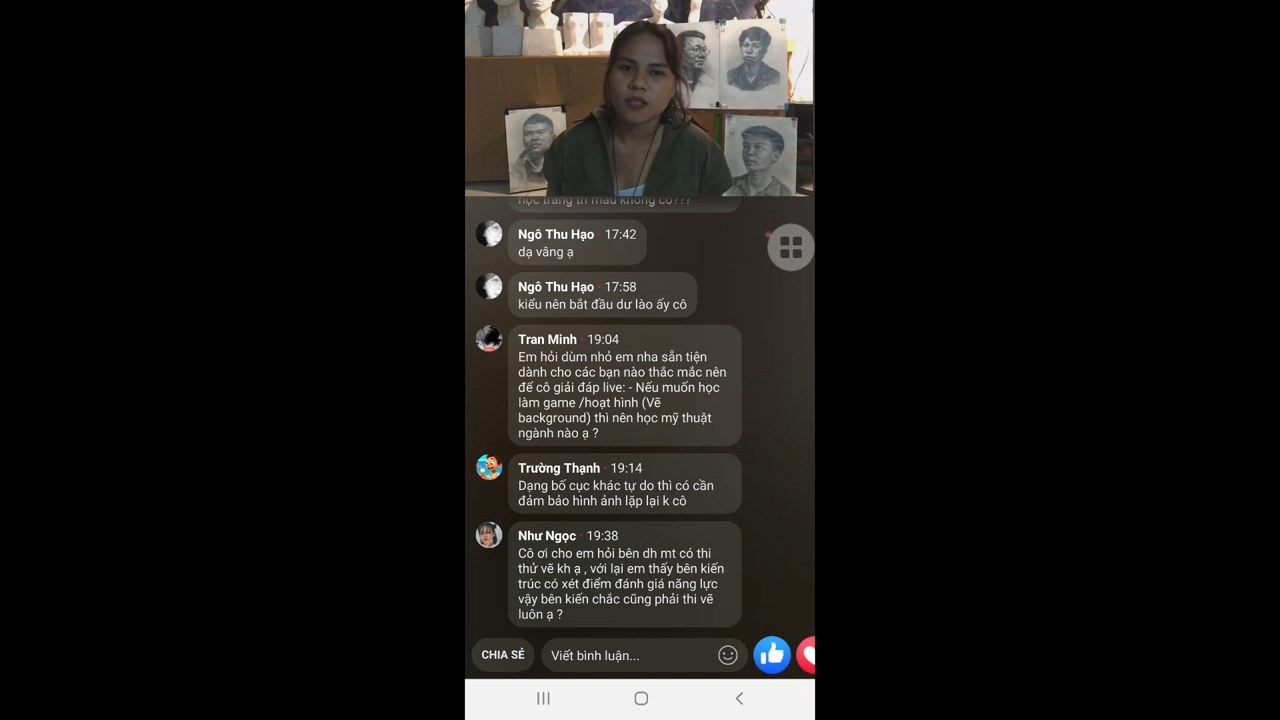 học trang trí màu không cô???
Ngô Thu Hạo · 17:42
dạ vâng ạ
Ngô Thu Hạo · 17:58
kiểu nên bắt đầu dư lào ấy cô
Tran Minh · 19:04
Em hỏi dùm nhỏ em nha sẵn tiện
dành cho các bạn nào thắc mắc nên
để cô giải đáp live: - Nếu muốn học
làm game /hoạt hình (Vẽ
background) thì nên học mỹ thuật
ngành nào ạ ?
Trường Thạnh · 19:14
Dạng bố cục khác tự do thì có cần
đảm bảo hình ảnh lặp lại k cô
Như Ngọc · 19:38
Cô ơi cho em hỏi bên dh mt có thi
thử vẽ kh ạ , với lại em thấy bên kiến
trúc có xét điểm đánh giá năng lực
vậy bên kiến chắc cũng phải thi vẽ
luôn ạ ?
CHIA SẺ
Viết bình luận...